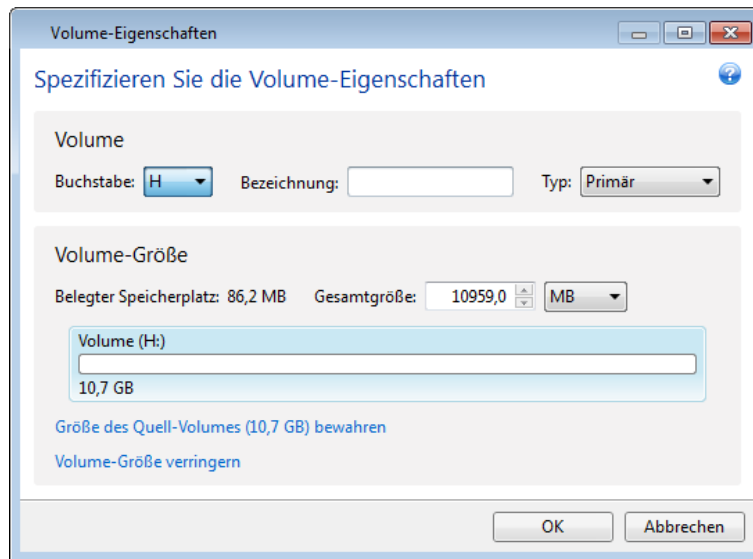 Volume-Eigenschaften
Spezifizieren Sie die Volume-Eigenschaften
Volume
Buchstabe: H Bezeichnung: Typ: Primär
Volume-Größe
Belegter Speicherplatz: 86,2 MB Gesamtgröße: 10959,0 MB
Volume (H:)
10,7 GB
Größe des Quell-Volumes (10,7 GB) bewahren
Volume-Größe verringern
OK Abbrechen